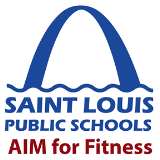 SAINT LOUIS
PUBLIC SCHOOLS
AIM for Fitness